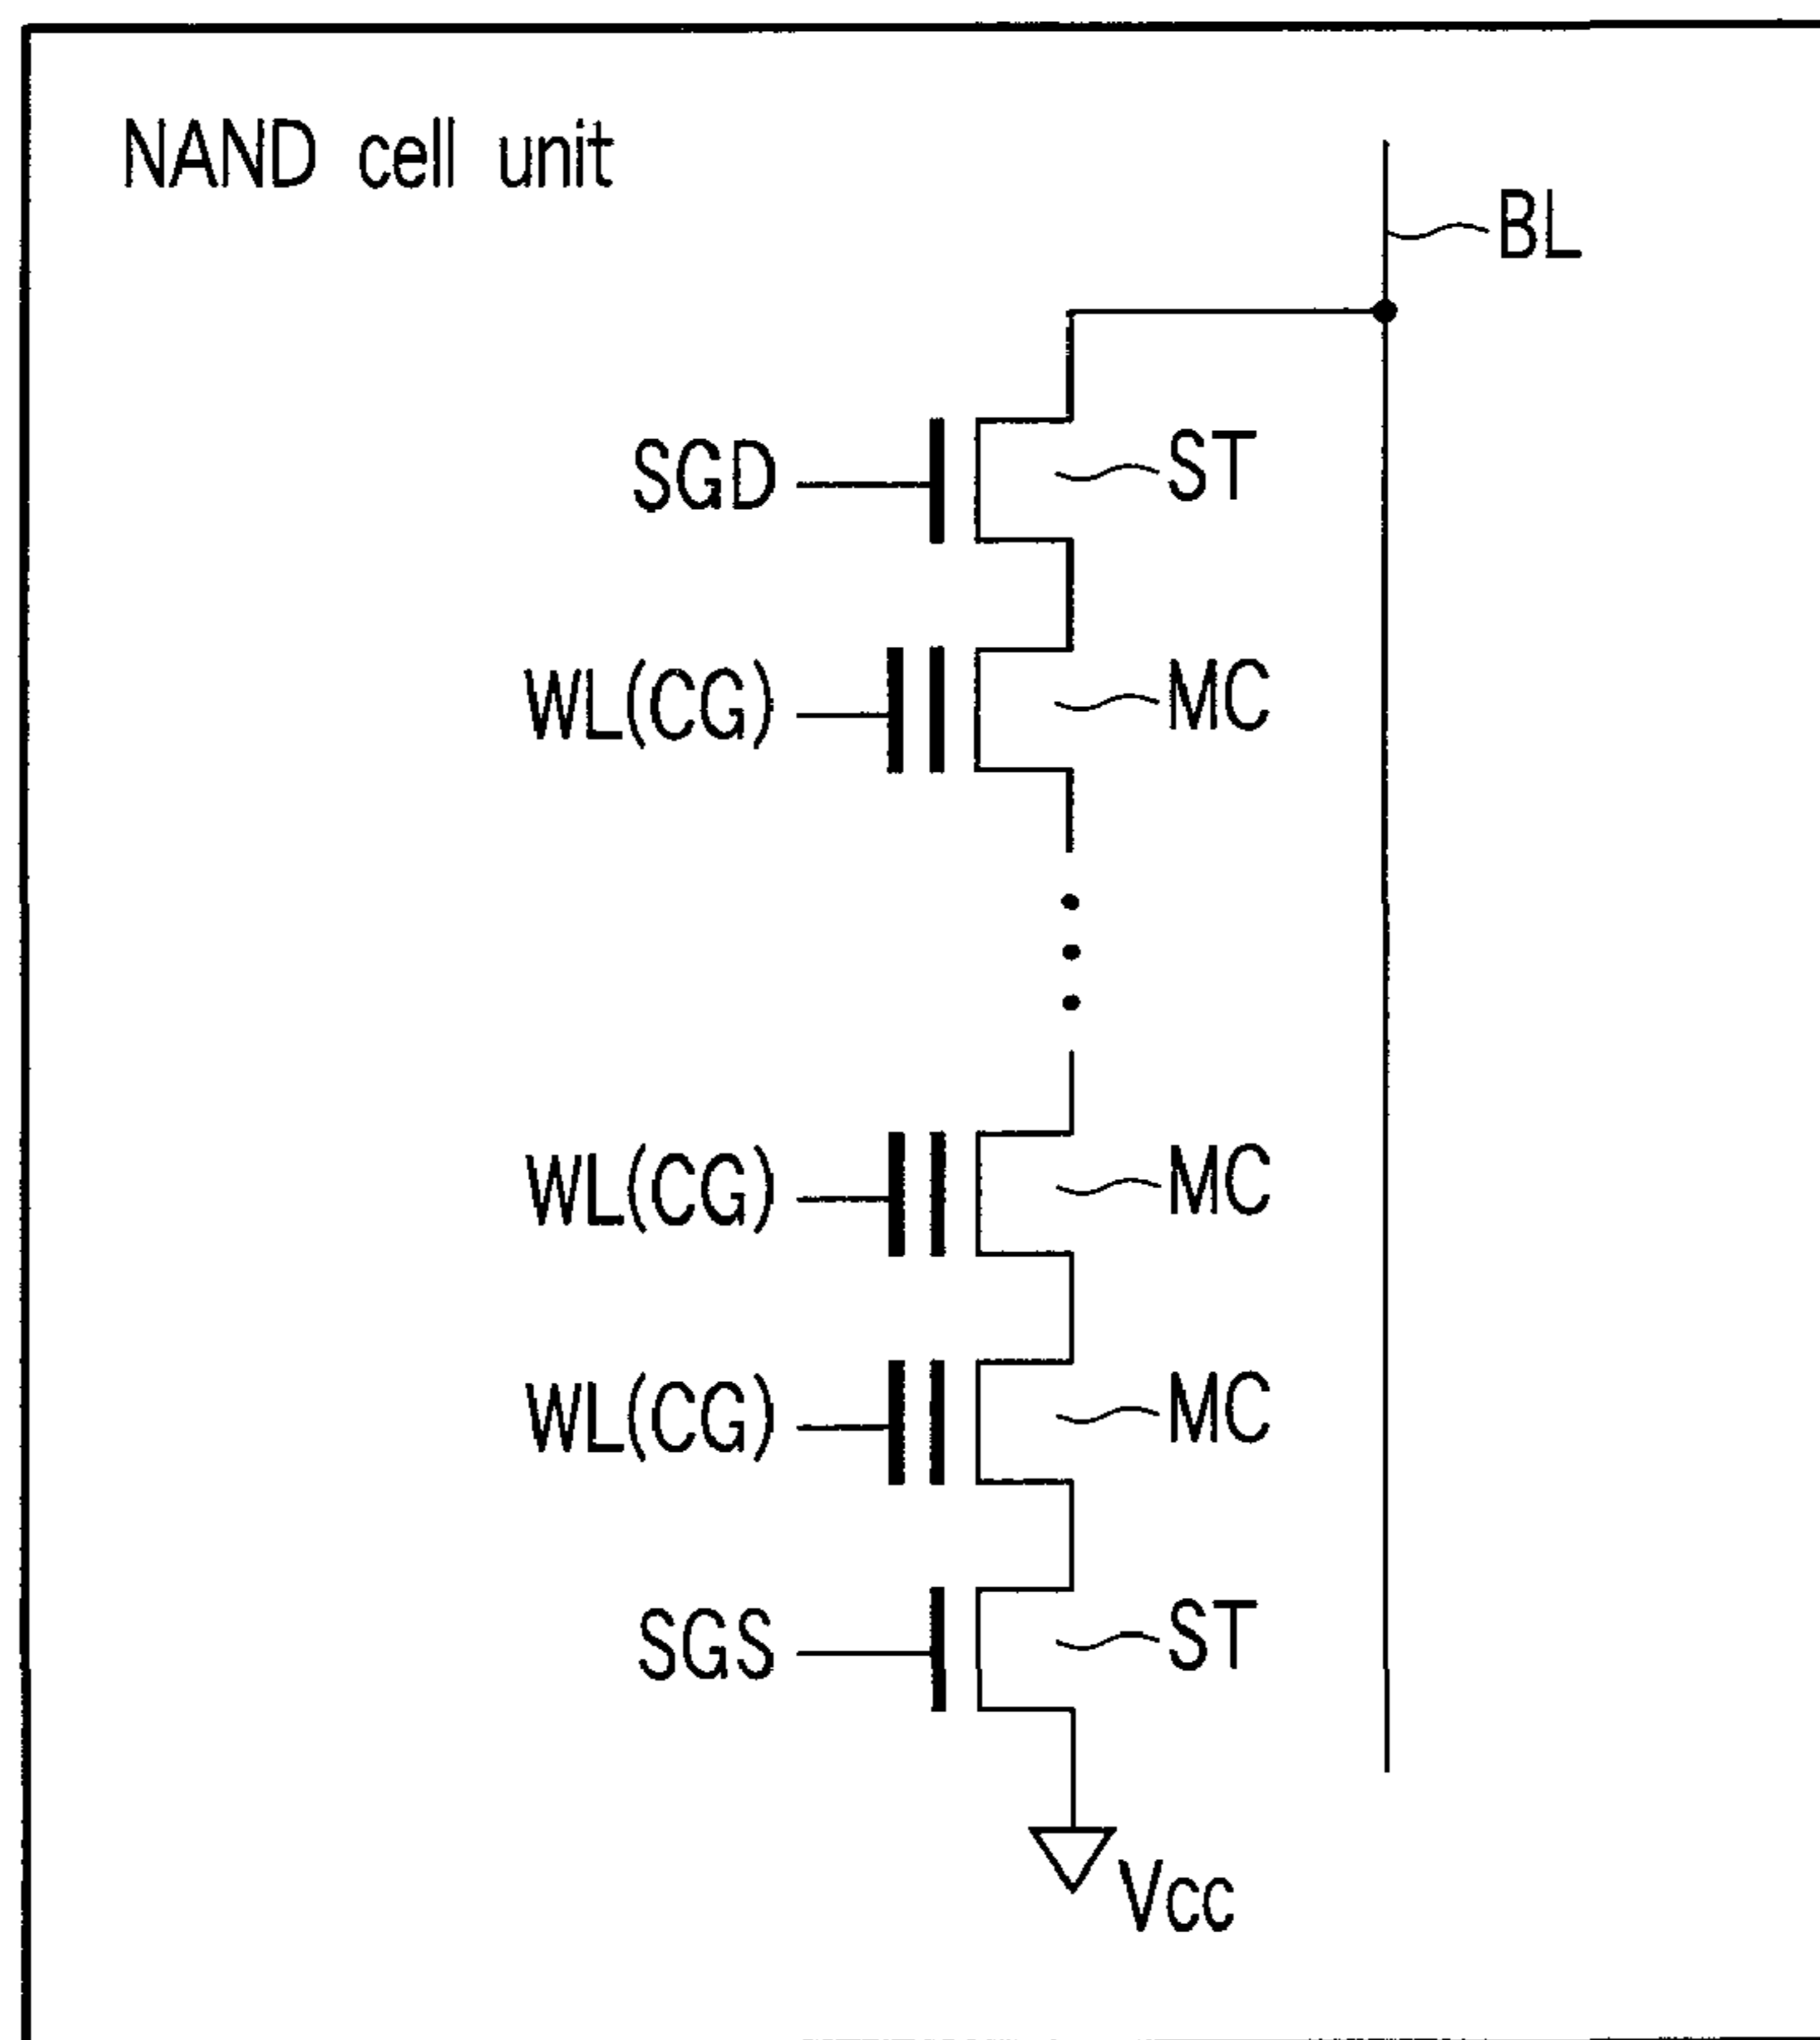 NAND cell unit
BL
SGD ST
WL(CG) MC
WL(CG) MC
WL(CG) MC
SGS ST
Vcc